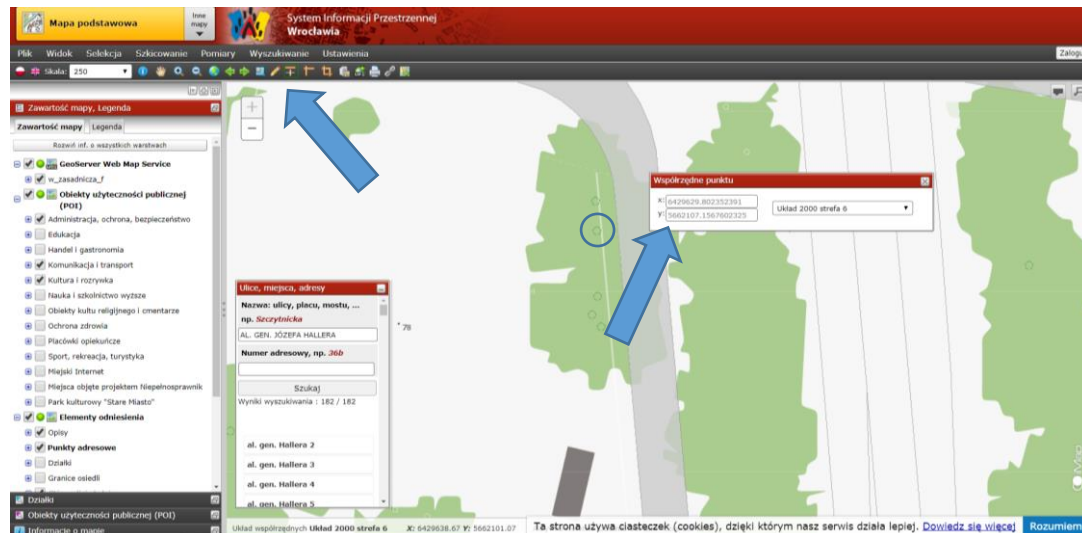 Mapa podstawowa
Inne
mapy
System Informacji Przestrzennej
Wrocławia
Plik Widok Selekcja Szkicowanie Pomiary Wyszukiwanie Ustawienia
Zalogu
Skala: 250
Zawartość mapy, Legenda
Zawartość mapy Legenda
Rozwiń inf. o wszystkich warstwach
GeoServer Web Map Service
w_zasadnicza_f
Obiekty użyteczności publicznej
(POI)
Administracja, ochrona, bezpieczeństwo
Edukacja
Handel i gastronomia
Komunikacja i transport
Kultura i rozrywka
Nauka i szkolnictwo wyższe
Obiekty kultu religijnego i cmentarze
Ochrona zdrowia
Placówki opiekuńcze
Sport, rekreacja, turystyka
Miejski Internet
Miejsca objęte projektem Niepełnosprawnik
Park kulturowy "Stare Miasto"
Elementy odniesienia
Opisy
Punkty adresowe
Działki
Granice osiedli
Działki
Obiekty użyteczności publicznej (POI)
Informacje o mapie
Współrzędne punktu
x: 6429629.802352391
y: 5662107.1567602325
Układ 2000 strefa 6
Ulice, miejsca, adresy
Nazwa: ulicy, placu, mostu, ...
np. Szczytnicka
AL. GEN. JÓZEFA HALLERA
Numer adresowy, np. 36b
Szukaj
Wyniki wyszukiwania : 182 / 182
al. gen. Hallera 2
al. gen. Hallera 3
al. gen. Hallera 4
al. gen. Hallera 5
78
Układ współrzędnych Układ 2000 strefa 6 X: 6429638.67 Y: 5662101.07
Ta strona używa ciasteczek (cookies), dzięki którym nasz serwis działa lepiej. Dowiedz się więcej Rozumiem